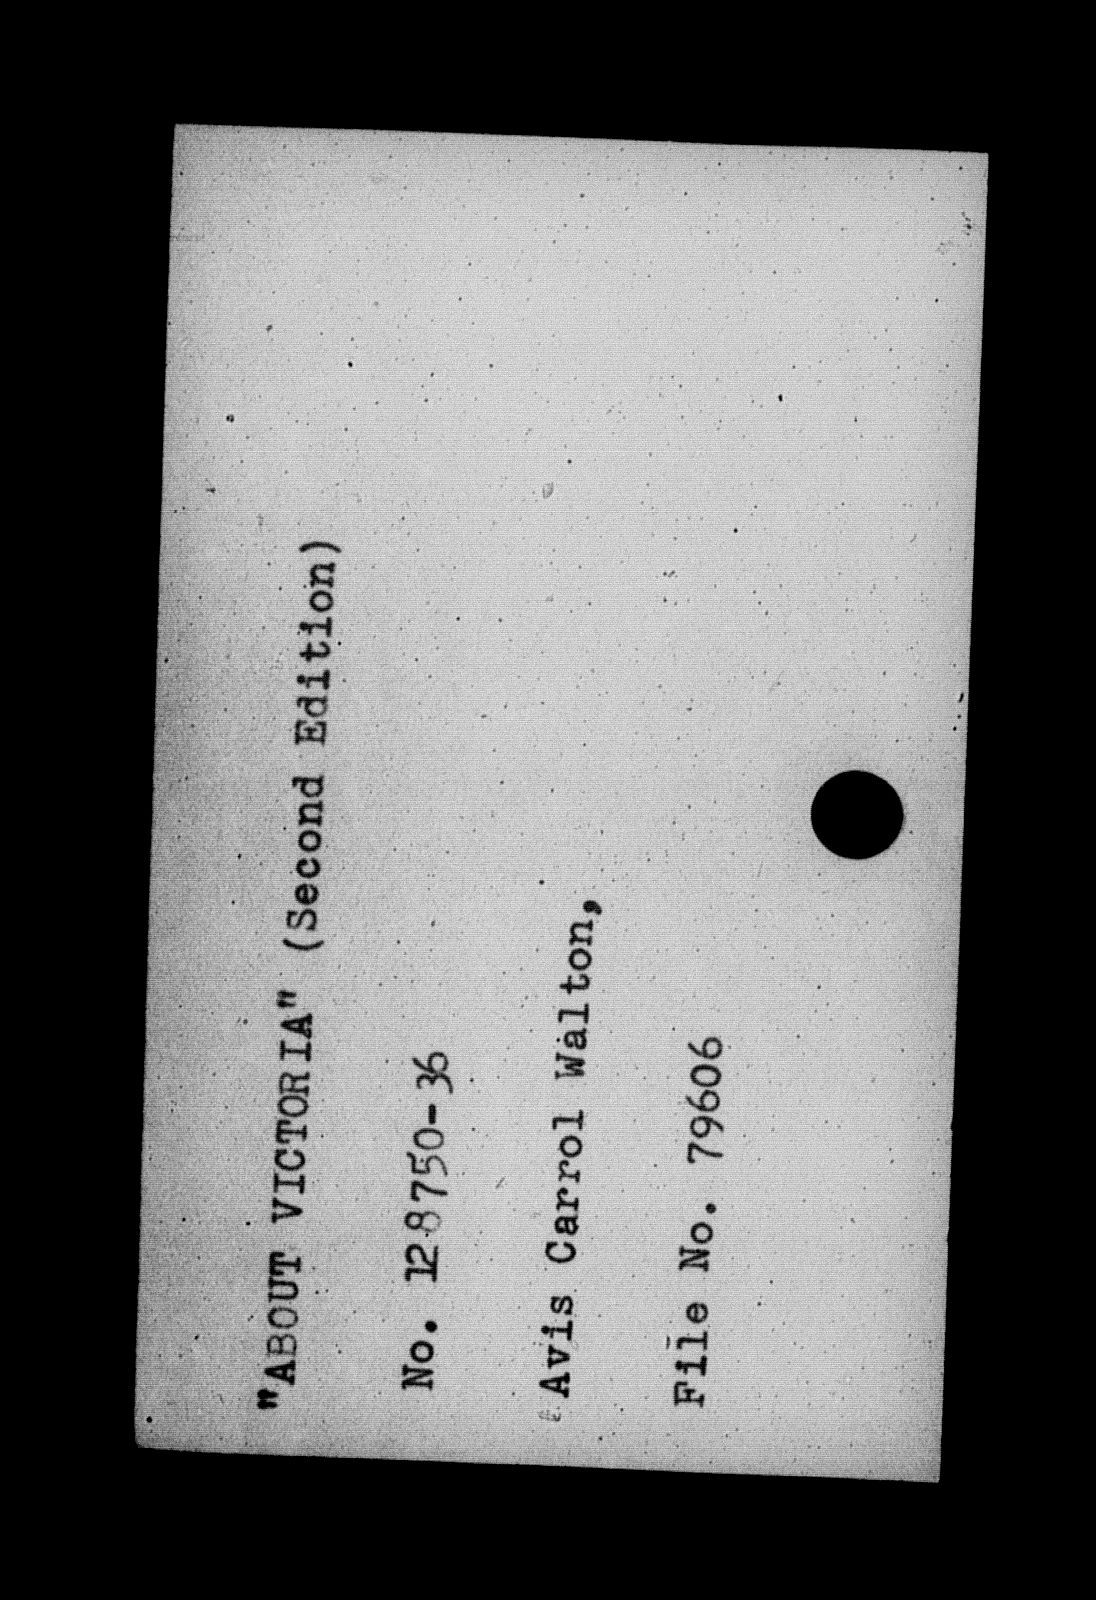 "ABOUT VICTORIA" (Second Edition)
No. 128750-36
Avis Carrol Walton,
File No. 79606